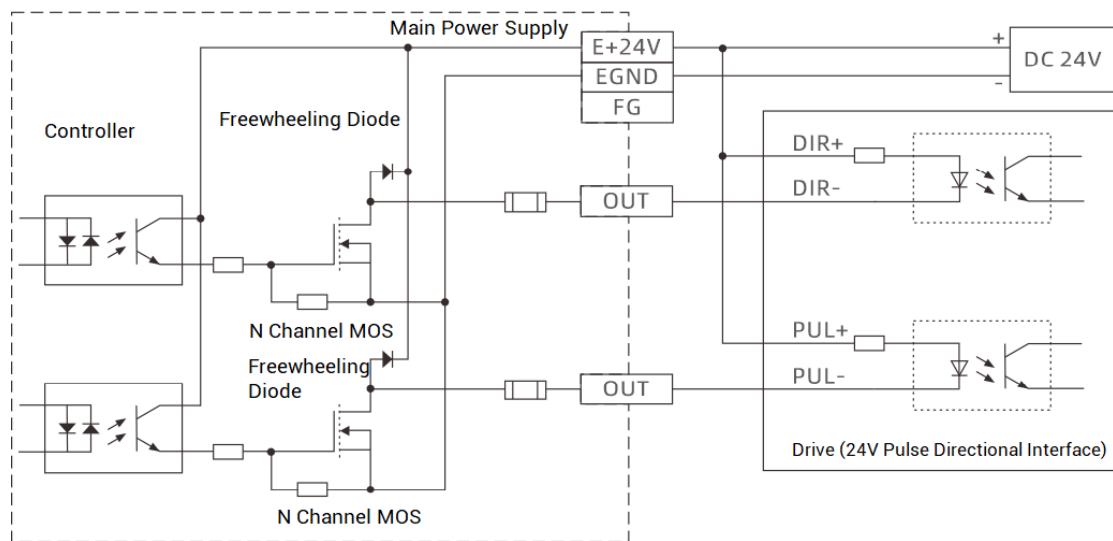 Main Power Supply
E+24V
+
DC 24V
EGND
-
FG
Controller
Freewheeling Diode
DIR+
DIR-
OUT
N Channel MOS
Freewheeling
Diode
PUL+
PUL-
OUT
Drive (24V Pulse Directional Interface)
N Channel MOS